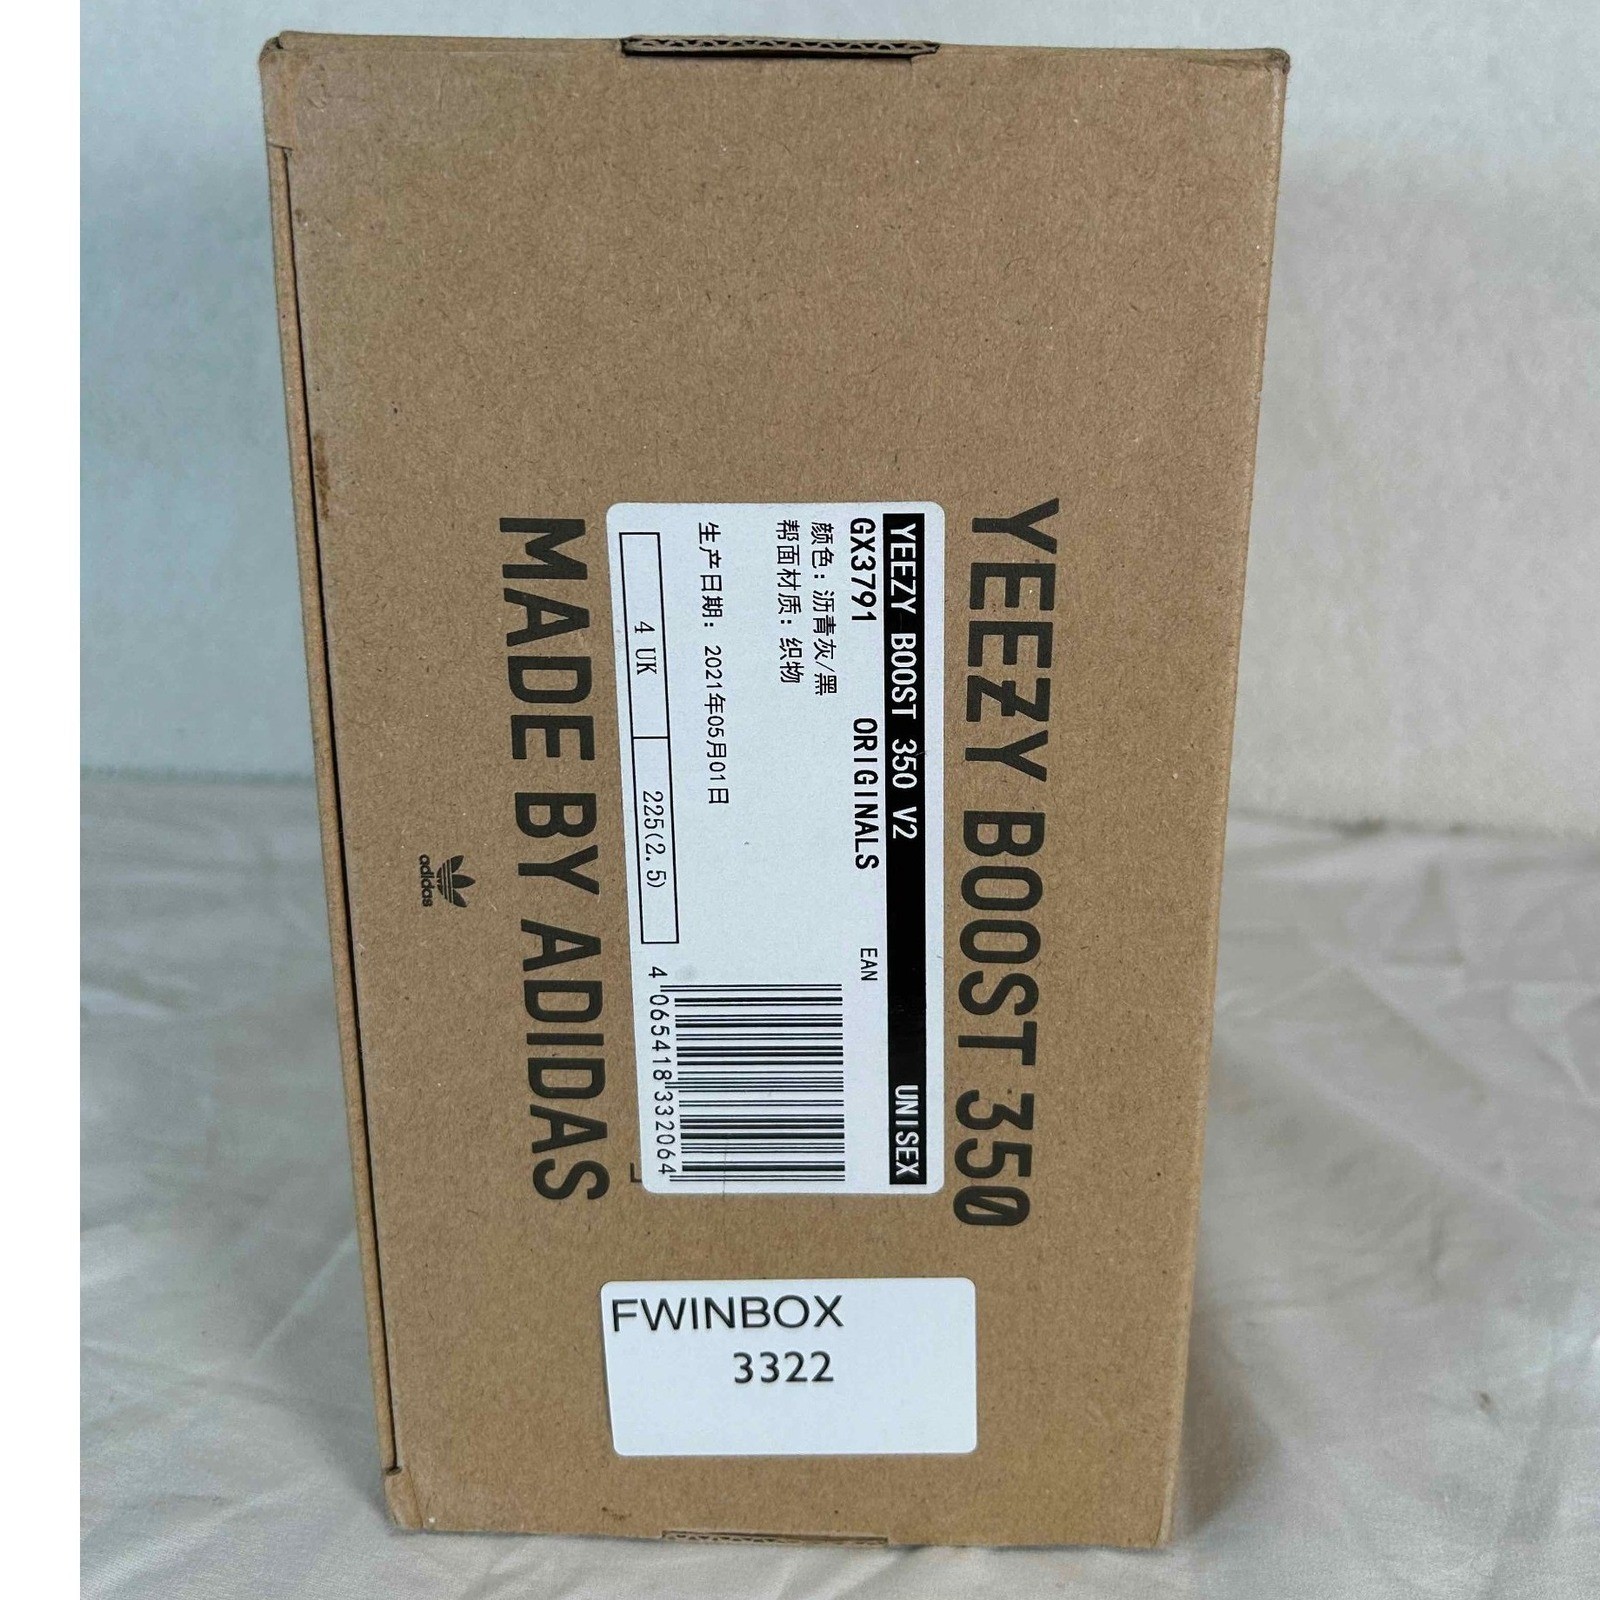 YEEZY BOOST 350
YEEZY BOOST 350 V2 UNISEX
GX3791 ORIGINALS EAN
颜色：沥青灰/黑
帮面材质：织物
生产日期：2021年05月01日
4 UK 225(2.5)
4 065418 332064
MADE BY ADIDAS
adidas
FWINBOX
3322